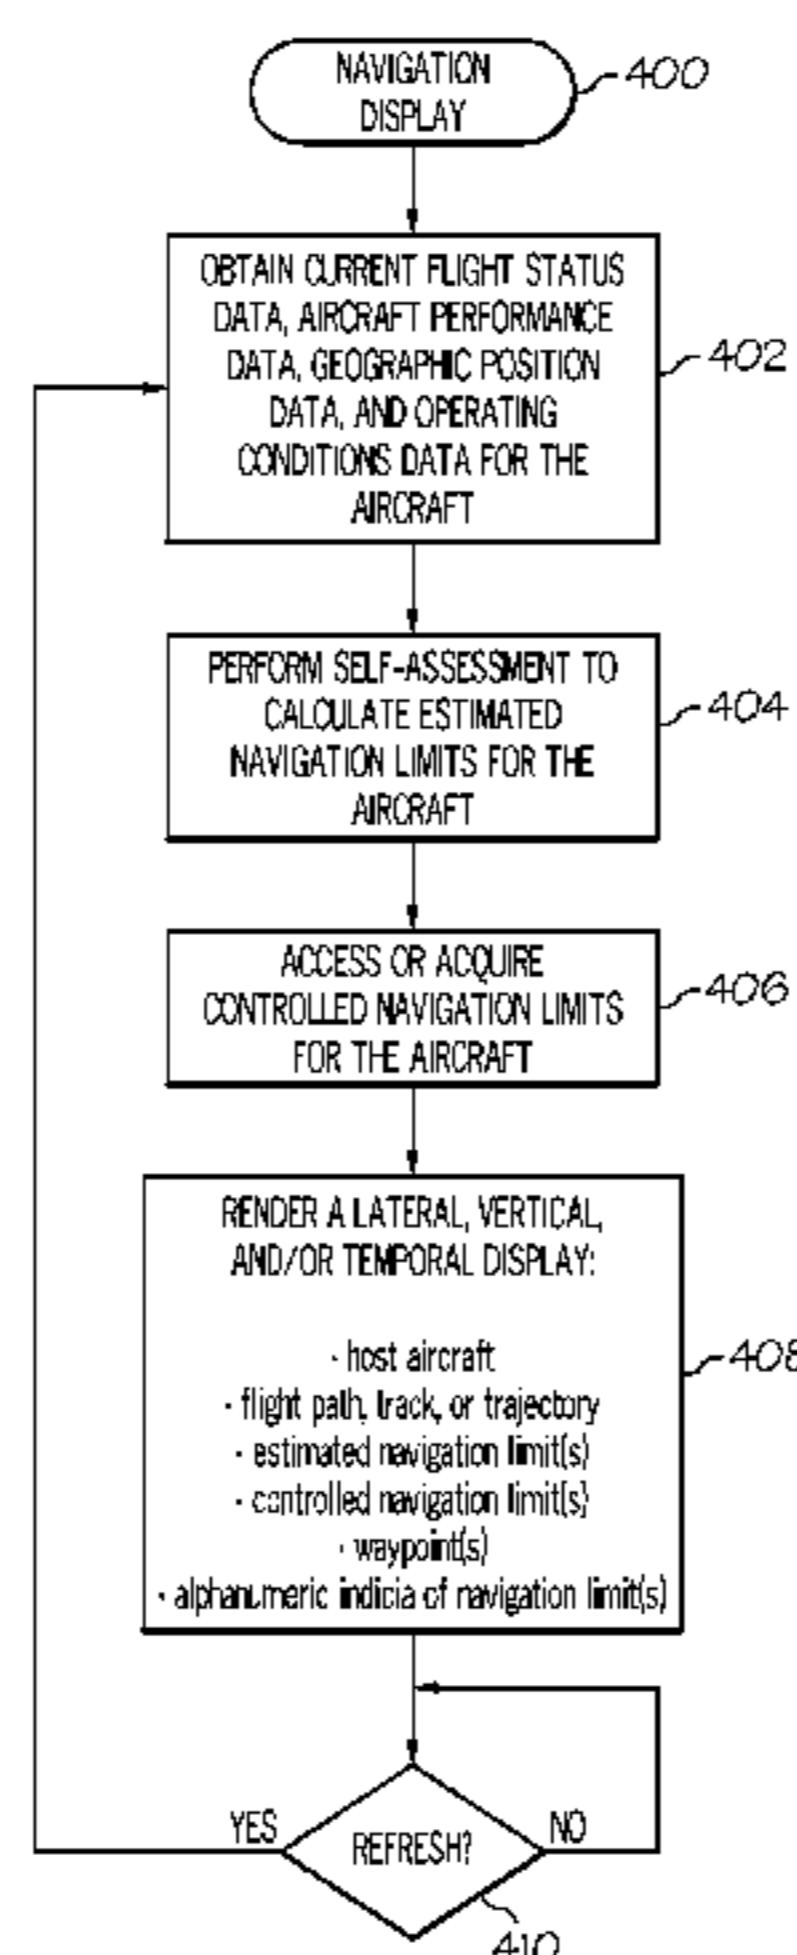 NAVIGATION
DISPLAY
400
OBTAIN CURRENT FLIGHT STATUS
DATA, AIRCRAFT PERFORMANCE
DATA, GEOGRAPHIC POSITION
DATA, AND OPERATING
CONDITIONS DATA FOR THE
AIRCRAFT
402
PERFORM SELF-ASSESSMENT TO
CALCULATE ESTIMATED
NAVIGATION LIMITS FOR THE
AIRCRAFT
404
ACCESS OR ACQUIRE
CONTROLLED NAVIGATION LIMITS
FOR THE AIRCRAFT
406
RENDER A LATERAL, VERTICAL,
AND/OR TEMPORAL DISPLAY:
· host aircraft
· flight path, track, or trajectory
· estimated navigation limit(s)
· controlled navigation limit(s)
· waypoint(s)
· alphanumeric indicia of navigation limit(s)
408
YES
REFRESH?
NO
410